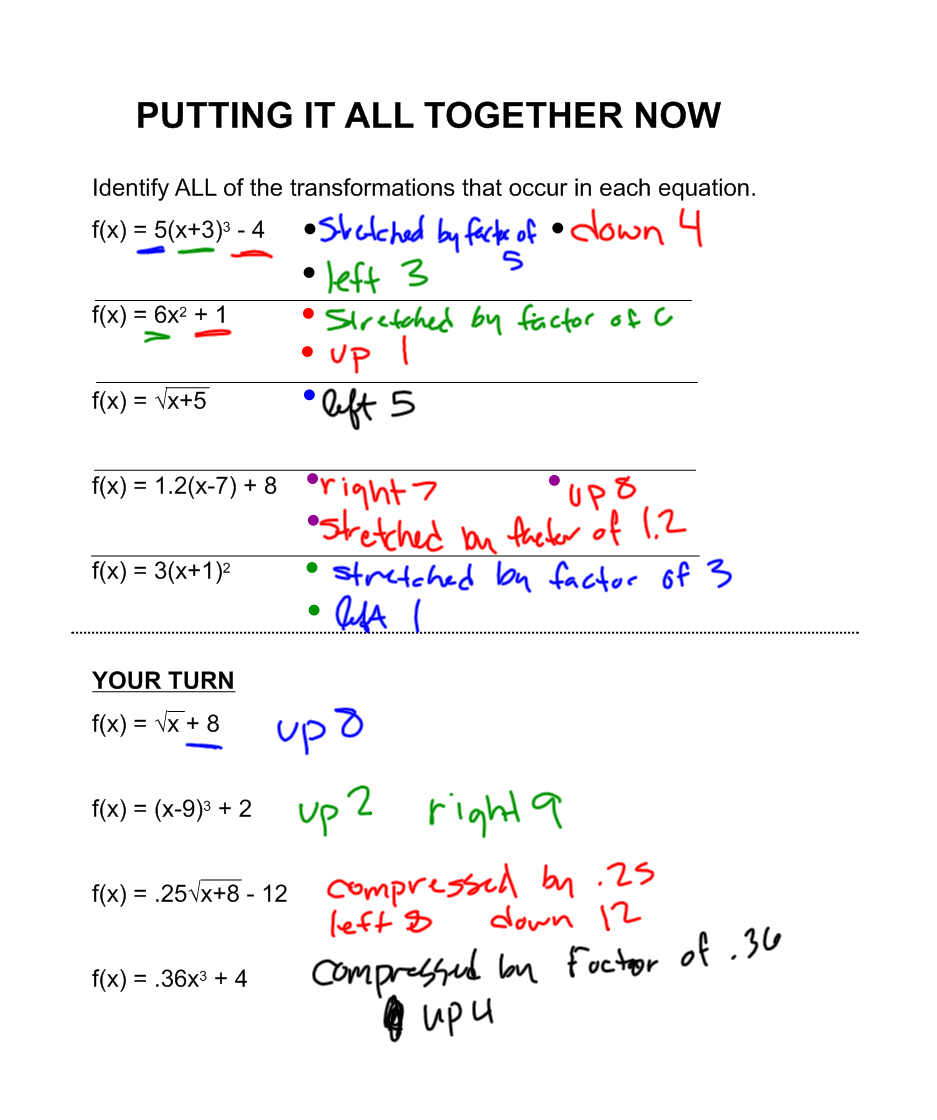 PUTTING IT ALL TOGETHER NOW
Identify ALL of the transformations that occur in each equation.
f(x) = 5(x+3)³ - 4 • Stretched by factor of 5 • down 4
• left 3
f(x) = 6x² + 1 • Stretched by factor of 6
• up 1
f(x) = √x+5 • left 5
f(x) = 1.2(x-7) + 8 • right 7 • up 8
• stretched by factor of 1.2
f(x) = 3(x+1)² • stretched by factor of 3
• left 1
YOUR TURN
f(x) = √x + 8 up 8
f(x) = (x-9)³ + 2 up 2 right 9
f(x) = .25√x+8 - 12 compressed by .25
left 8 down 12
f(x) = .36x³ + 4 compressed by Factor of .36
up 4